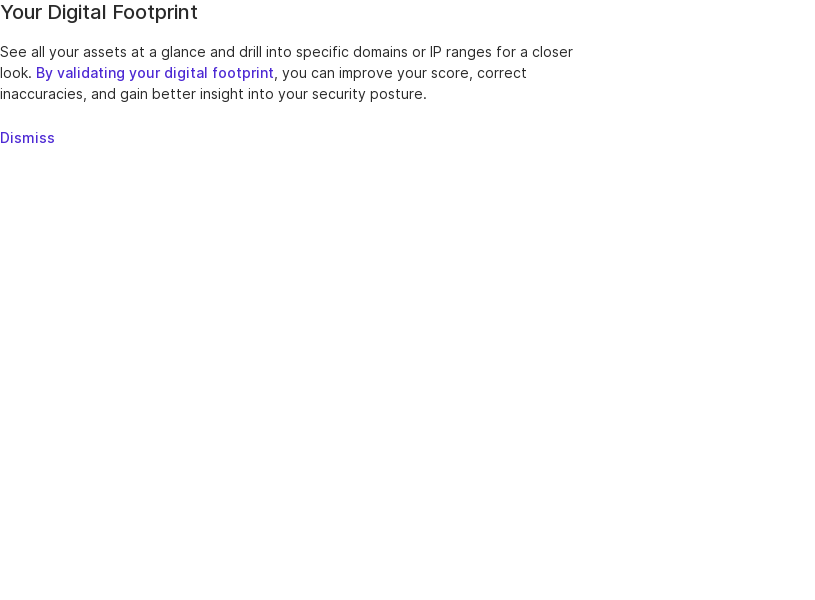 Your Digital Footprint
See all your assets at a glance and drill into specific domains or IP ranges for a closer
look. By validating your digital footprint, you can improve your score, correct
inaccuracies, and gain better insight into your security posture.
Dismiss